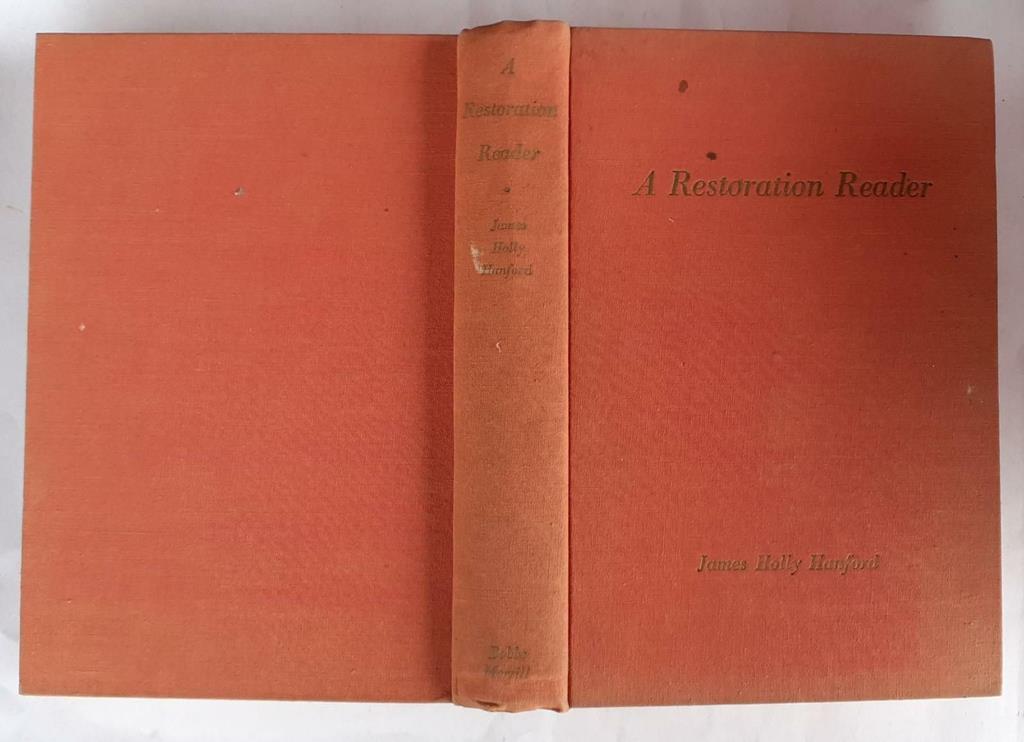 A
Restoration
Reader
James
Holly
Hanford
Bobbs
Merrill
A Restoration Reader
James Holly Hanford